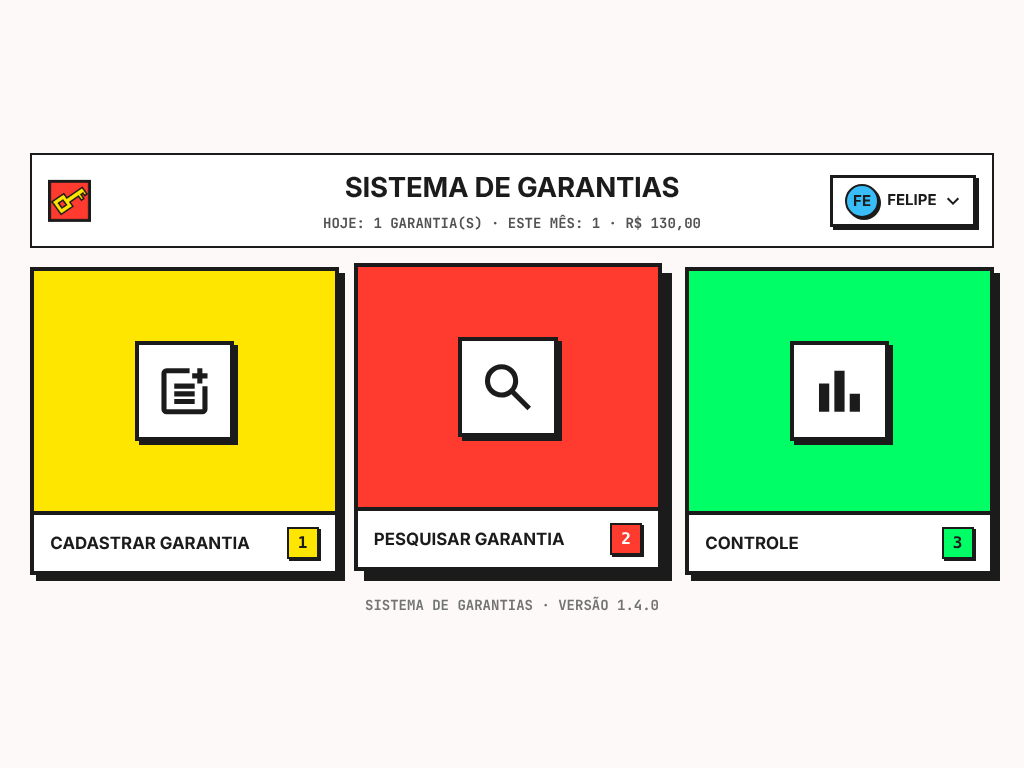 SISTEMA DE GARANTIAS
HOJE: 1 GARANTIA(S) · ESTE MÊS: 1 · R$ 130,00
FE FELIPE
CADASTRAR GARANTIA 1
PESQUISAR GARANTIA 2
CONTROLE 3
SISTEMA DE GARANTIAS · VERSÃO 1.4.0